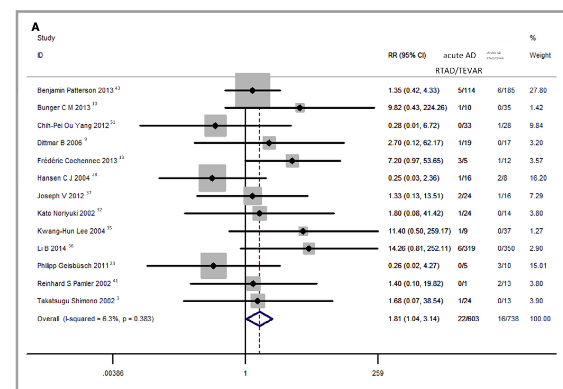 A
Study %
ID RR (95% CI) acute AD Weight
RTAD/TEVAR
Benjamin Patterson 2013 43 1.35 (0.42, 4.33) 5/114 6/185 27.80
Bunger C M 2013 1.42 9.82 (0.43, 224.26) 1/10 0/35
Chih-Pei Ou Yang 2012 51 0.28 (0.01, 6.72) 0/33 1/28 9.84
Dittmar B 2006 9 2.70 (0.12, 62.17) 1/19 0/17 3.20
Frédéric Cochennec 2013 15 7.20 (0.97, 53.65) 3/5 1/12 3.57
Hansen C J 2004 0.25 (0.03, 2.36) 1/16 2/8 16.20
Joseph V 2012 37 1.33 (0.13, 13.51) 2/24 1/16 7.29
Kato Noriyuki 2002 32 1.80 (0.08, 41.42) 1/24 0/14 3.80
Kwang-Hun Lee 2004 35 11.40 (0.50, 259.17) 1/9 0/37 1.27
Li B 2014 36 14.26 (0.81, 252.11) 6/319 0/350 2.90
Philipp Geisbüsch 2011 23 0.26 (0.02, 4.27) 0/5 3/10 15.01
Reinhard S Pamler 2002 41 1.40 (0.10, 19.82) 0/1 2/13 3.80
Takatsugu Shimono 2002 3 1.68 (0.07, 38.54) 1/24 0/13 3.90
Overall (I-squared = 6.3%, p = 0.383) 1.81 (1.04, 3.14) 22/603 16/738 100.00
.00386 1 259